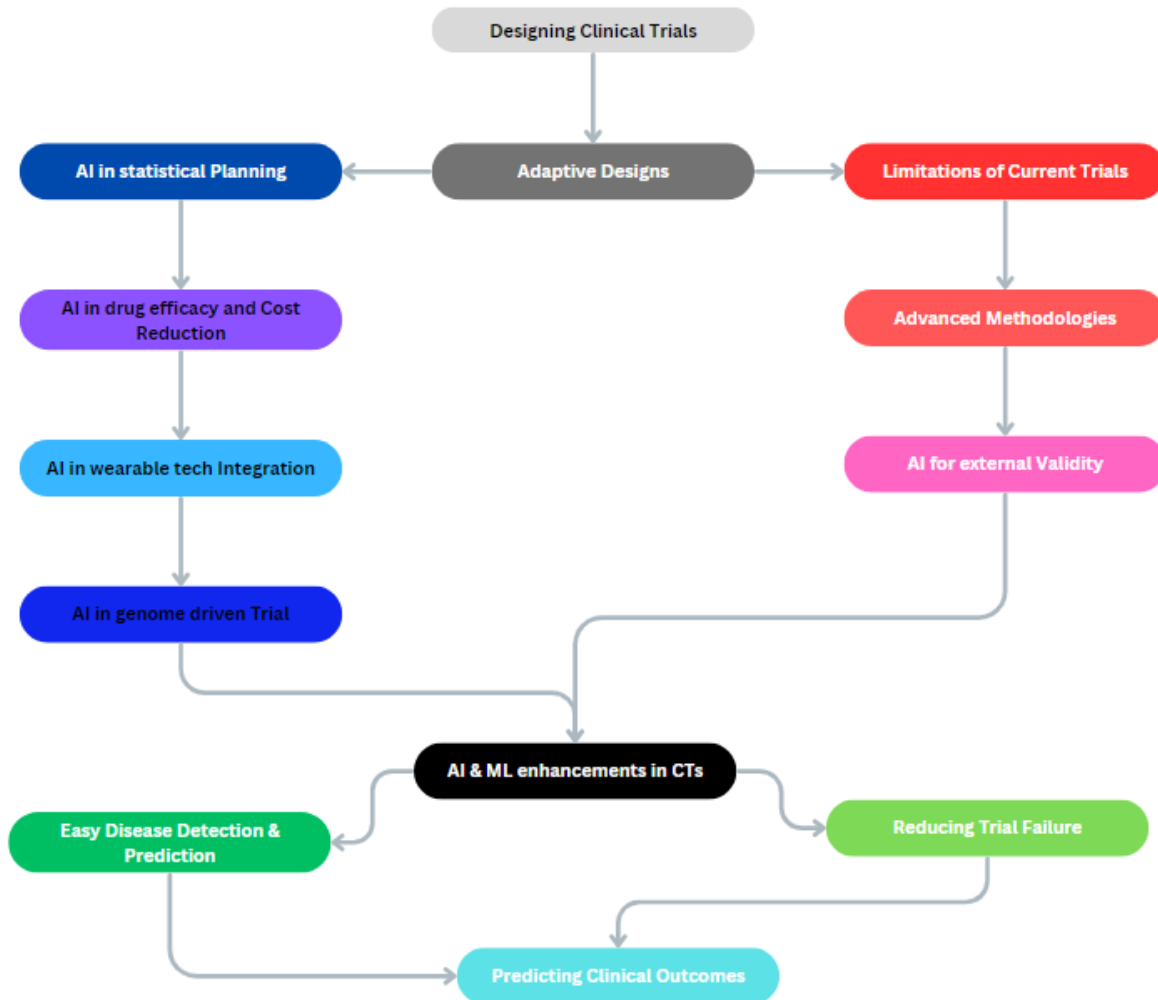 Designing Clinical Trials
AI in statistical Planning
Adaptive Designs
Limitations of Current Trials
AI in drug efficacy and Cost
Reduction
Advanced Methodologies
AI in wearable tech Integration
AI for external Validity
AI in genome driven Trial
AI & ML enhancements in CTs
Easy Disease Detection &
Prediction
Reducing Trial Failure
Predicting Clinical Outcomes